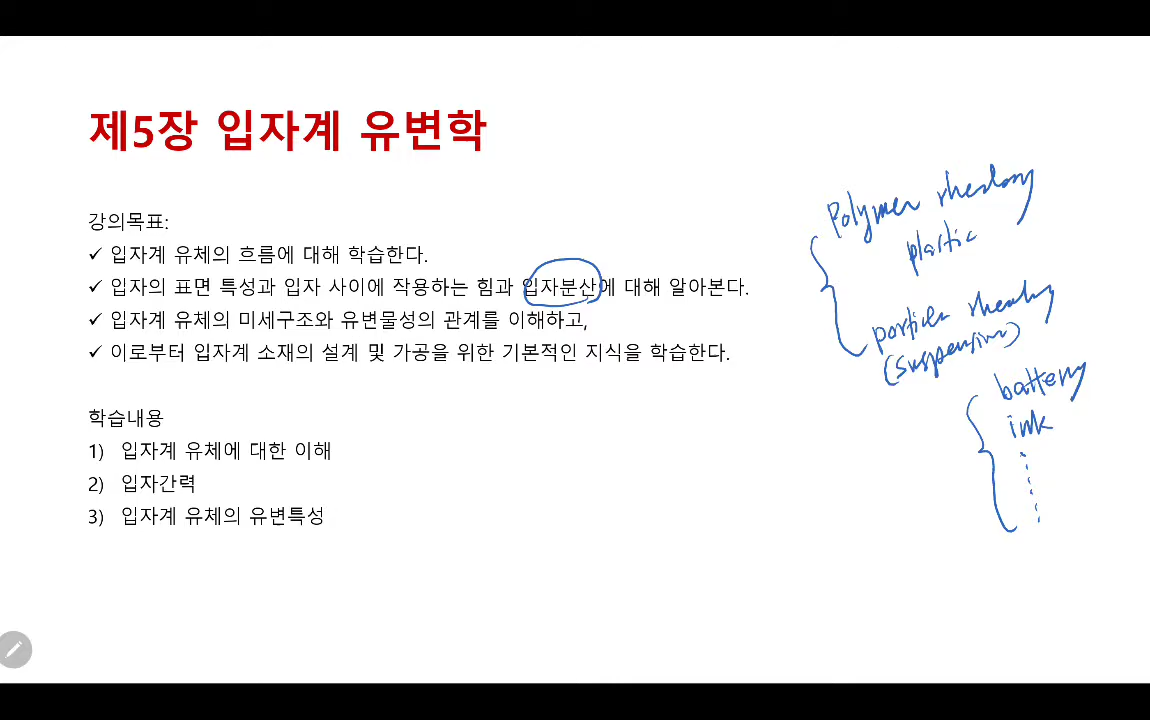 제5장 입자계 유변학
강의목표:
✓ 입자계 유체의 흐름에 대해 학습한다.
✓ 입자의 표면 특성과 입자 사이에 작용하는 힘과 입자분산에 대해 알아본다.
✓ 입자계 유체의 미세구조와 유변물성의 관계를 이해하고,
✓ 이로부터 입자계 소재의 설계 및 가공을 위한 기본적인 지식을 학습한다.
학습내용
1) 입자계 유체에 대한 이해
2) 입자간력
3) 입자계 유체의 유변특성
Polymer rheology
plastic
particle rheology
(suspension)
battery
ink